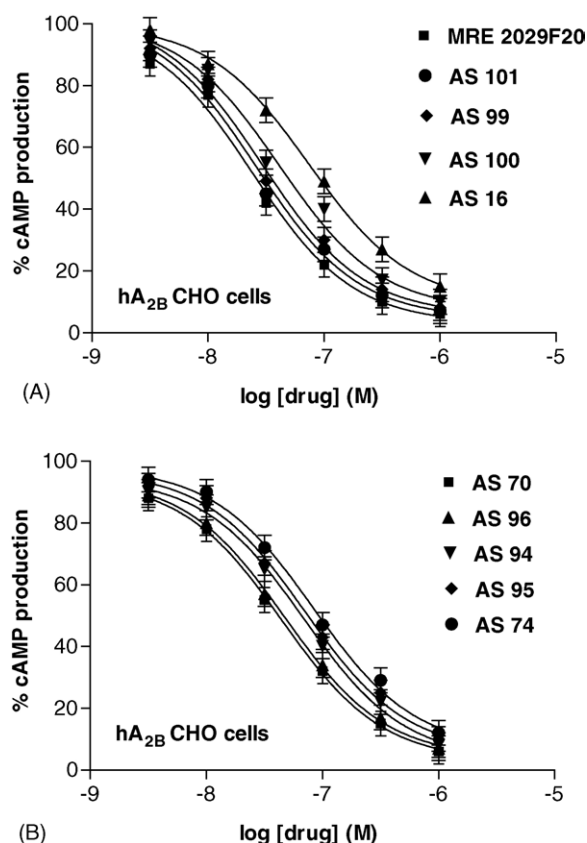 100
80
60
40
20
0
% cAMP production
MRE 2029F20
AS 101
AS 99
AS 100
AS 16
hA2B CHO cells
-9 -8 -7 -6 -5
(A)
log [drug] (M)
100
80
60
40
20
0
% cAMP production
AS 70
AS 96
AS 94
AS 95
AS 74
hA2B CHO cells
-9 -8 -7 -6 -5
(B)
log [drug] (M)